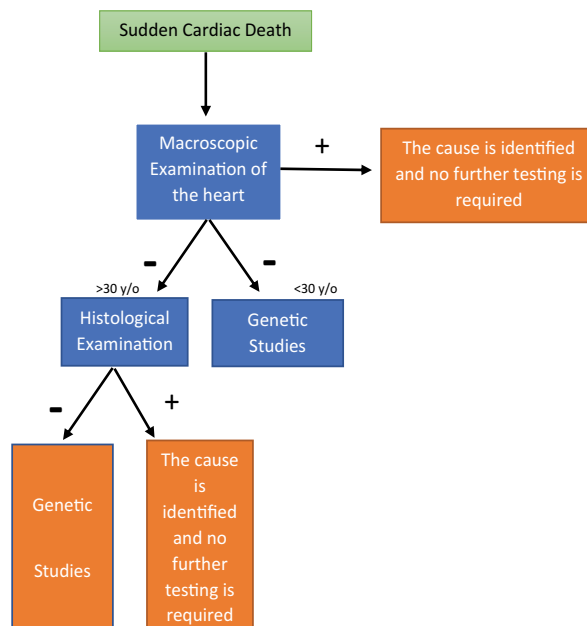 Sudden Cardiac Death
Macroscopic
Examination of
the heart
+
The cause is identified
and no further testing is
required
-
-
>30 y/o
<30 y/o
Histological
Examination
Genetic
Studies
-
+
Genetic
Studies
The cause
is
identified
and no
further
testing is
required